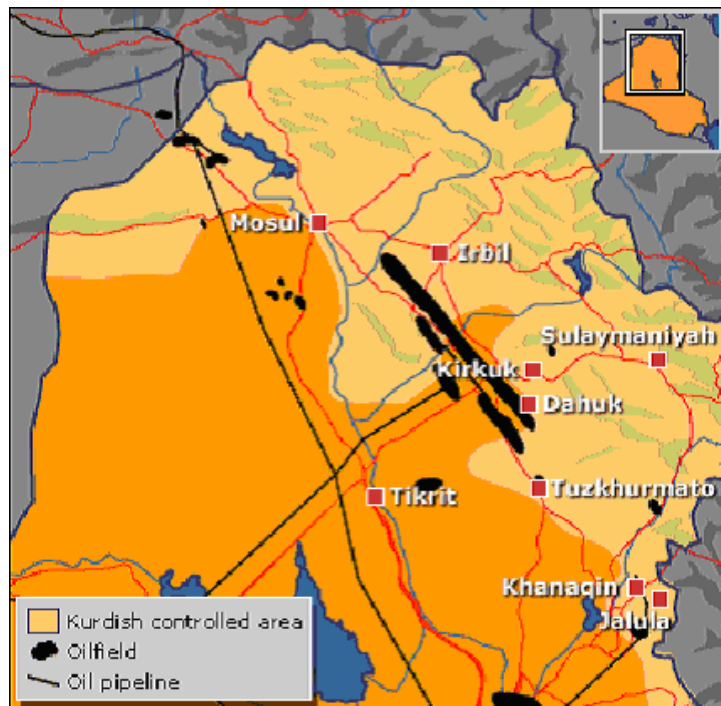 Mosul
Irbil
Sulaymaniyah
Kirkuk
Dahuk
Tikrit
Tuzkhurmato
Khanaqin
Jalula
Kurdish controlled area
Oilfield
Oil pipeline